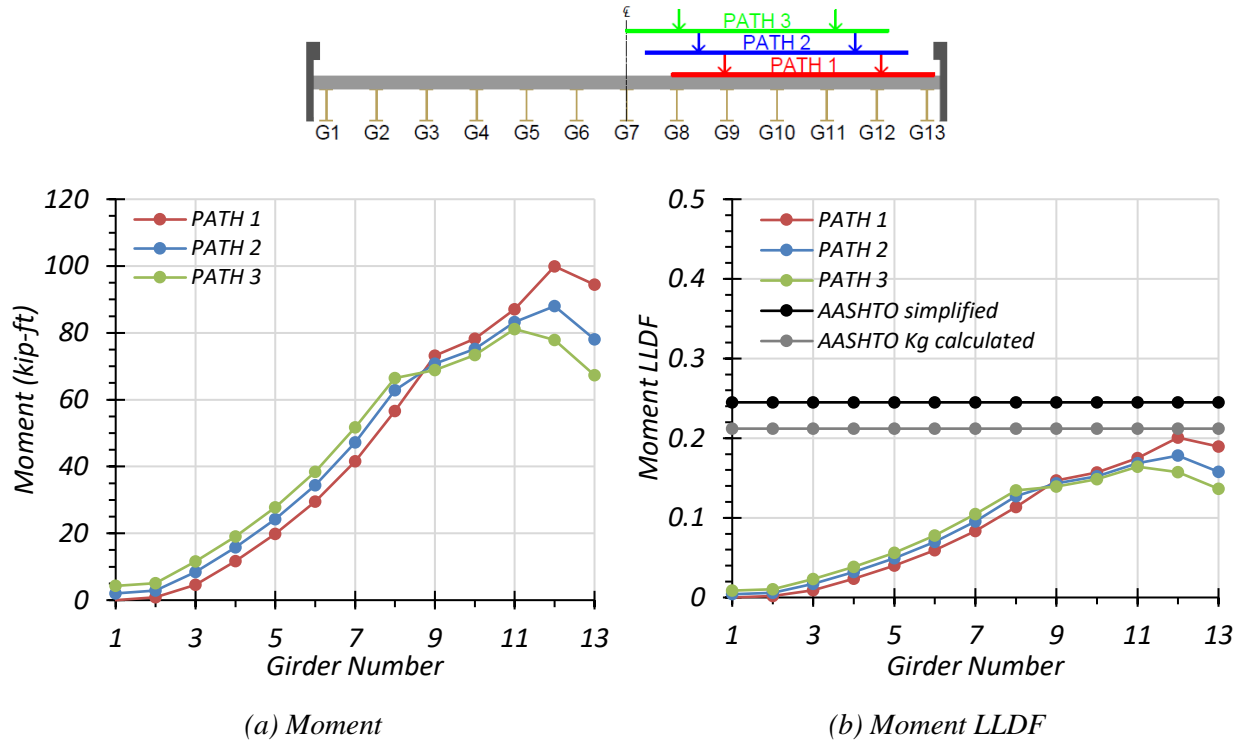 ℄
PATH 3
PATH 2
PATH 1
G1 G2 G3 G4 G5 G6 G7 G8 G9 G10 G11 G12 G13
120
100
80
60
40
20
0
Moment (kip-ft)
PATH 1
PATH 2
PATH 3
1 3 5 7 9 11 13
Girder Number
(a) Moment
0.5
0.4
0.3
0.2
0.1
0
Moment LLDF
PATH 1
PATH 2
PATH 3
AASHTO simplified
AASHTO Kg calculated
1 3 5 7 9 11 13
Girder Number
(b) Moment LLDF